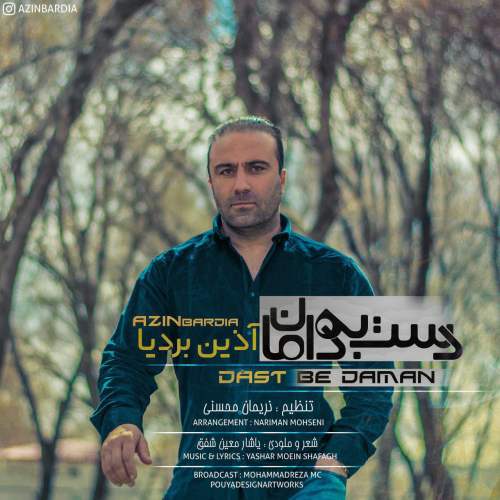 AZINBARDIA
AZINBARDIA
آذین بردیا
دست به دامان
DAST BE DAMAN
تنظیم : نریمان محسنی
ARRANGEMENT : NARIMAN MOHSENI
شعر و ملودی : یاشار معین شفق
MUSIC & LYRICS : YASHAR MOEIN SHAFAGH
BROADCAST : MOHAMMADREZA MC
POUYADESIGNARTWORKS